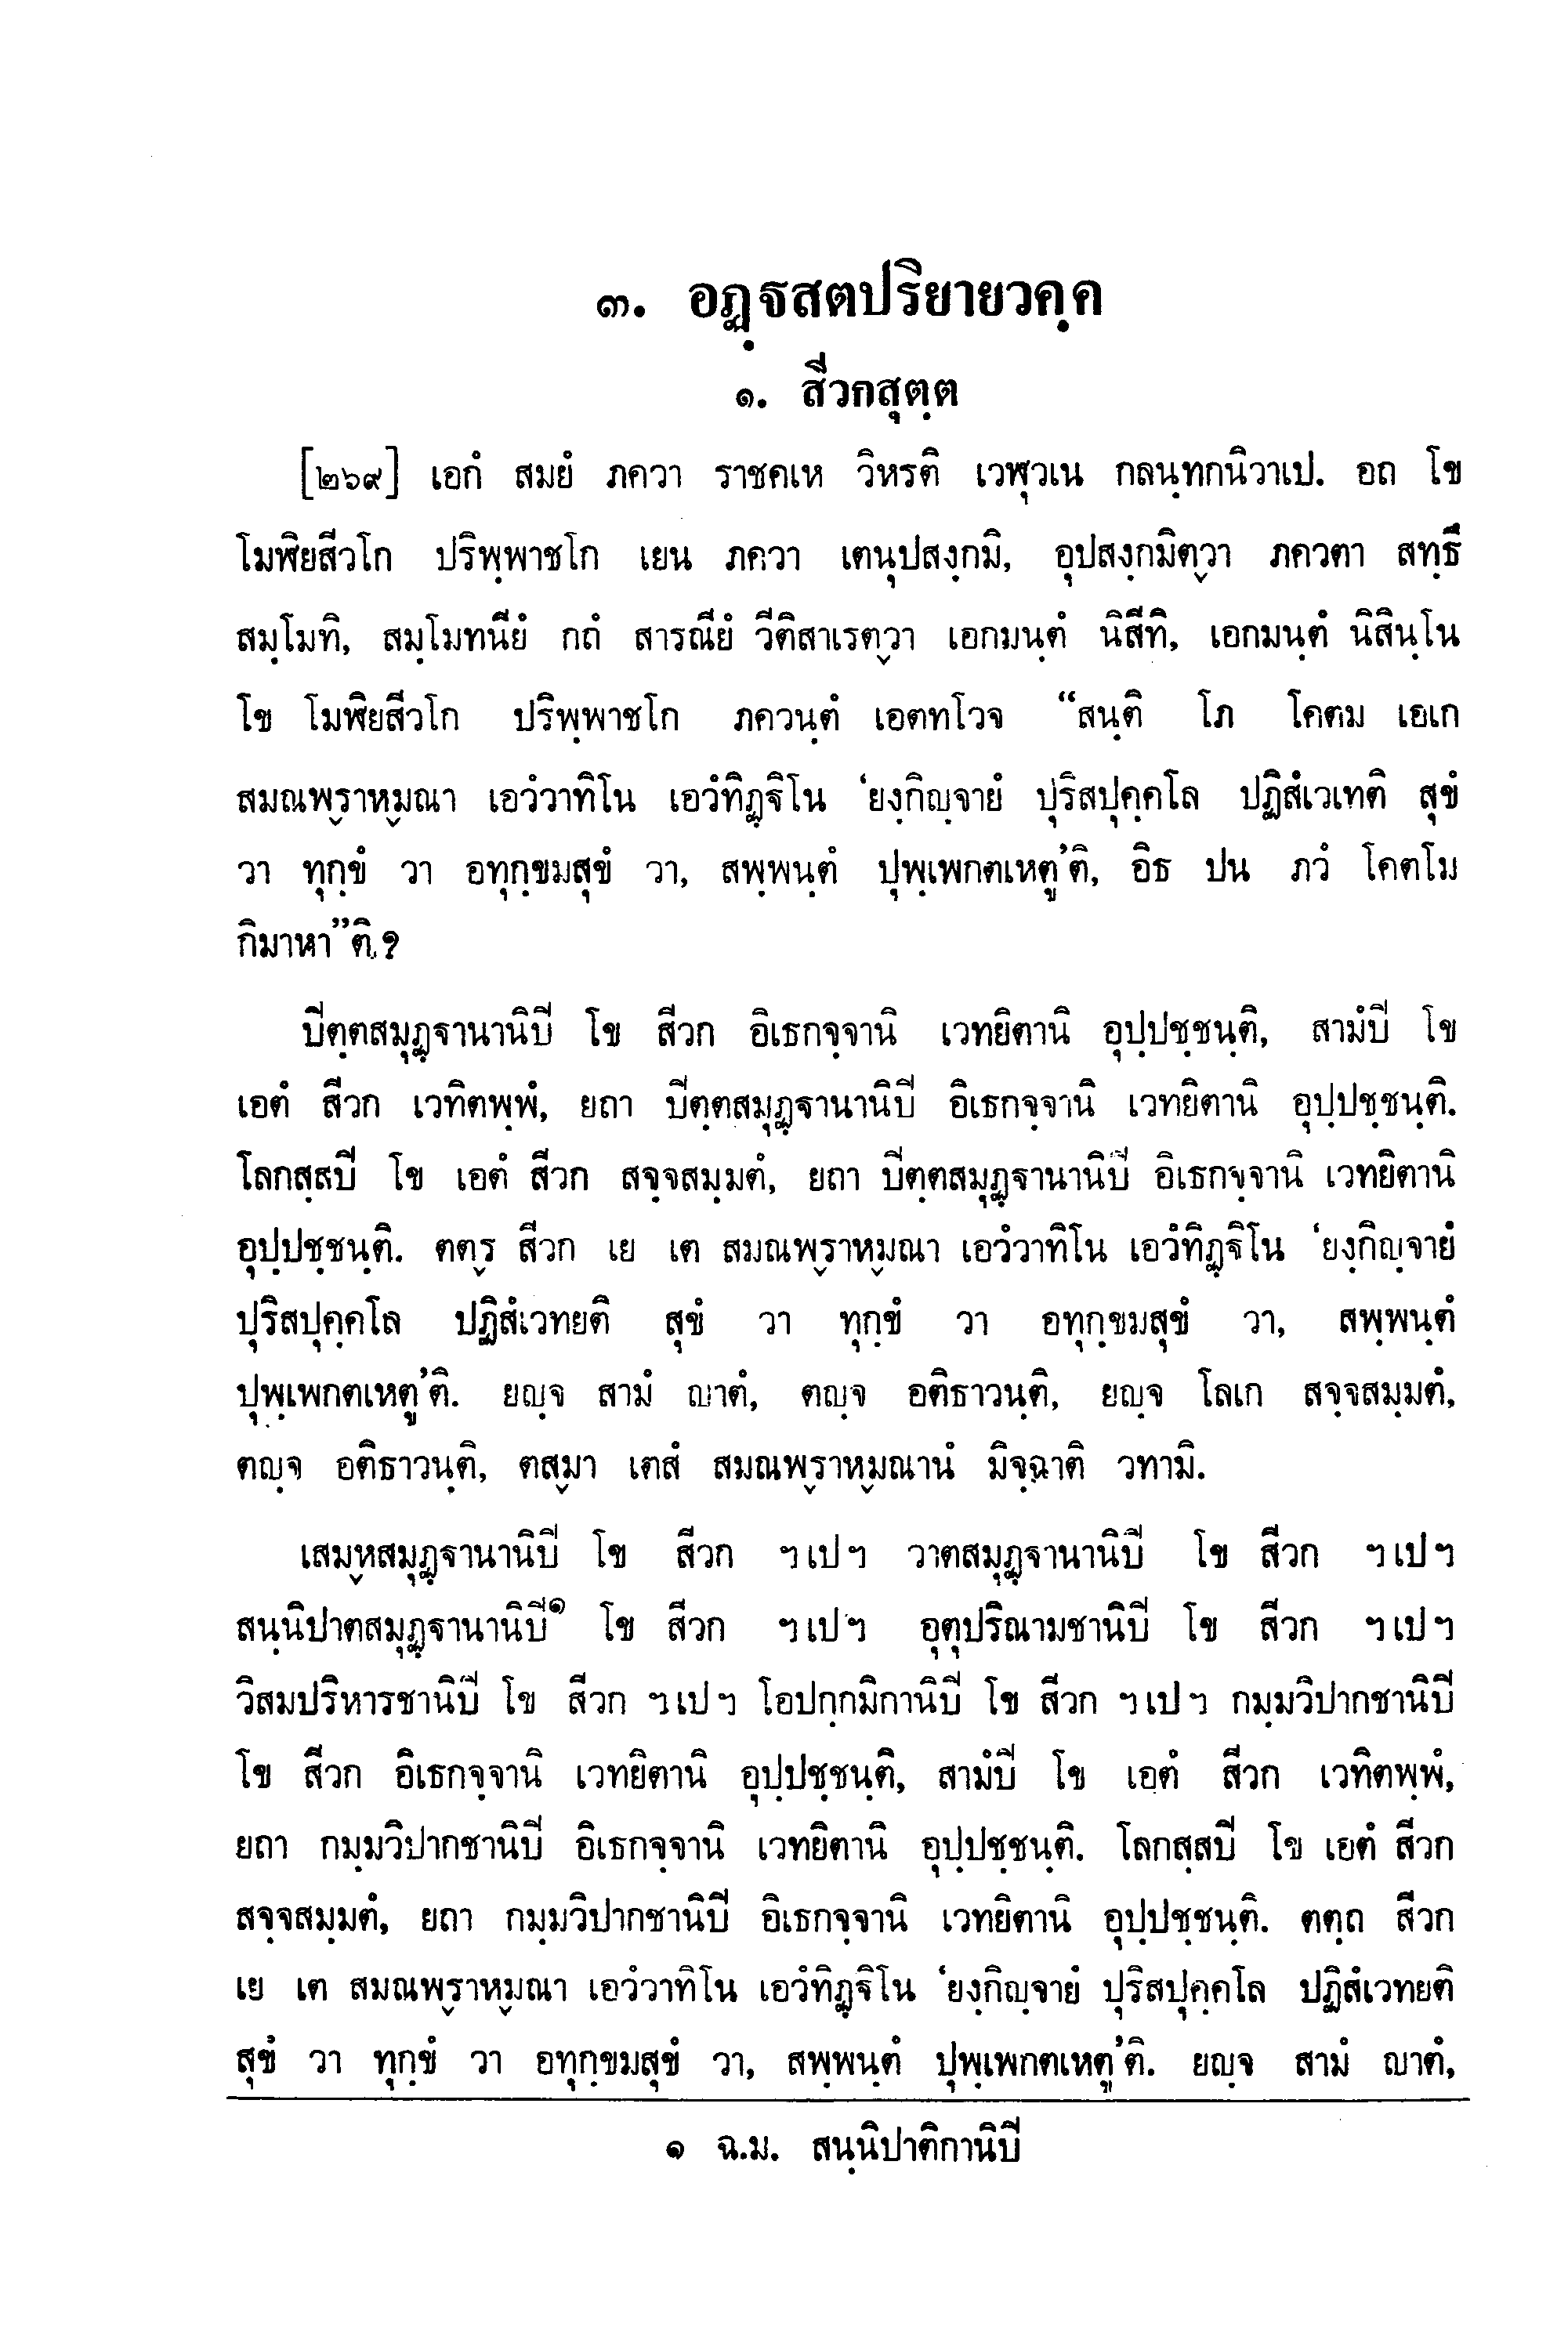 ๓. อฏฺฐสตปริยายวคฺค
๑. สีวกสุตฺต
[๒๖๙] เอกํ สมยํ ภควา ราชคเห วิหรติ เวฬุวเน กลนฺทกนิวาเป. อถ โข
โมฬิยสีวโก ปริพฺพาชโก เยน ภควา เตนุปสงฺกมิ, อุปสงฺกมิตฺวา ภควตา สทฺธึ
สมฺโมทิ, สมฺโมทนียํ กถํ สารณียํ วีติสาเรตฺวา เอกมนฺตํ นิสีทิ, เอกมนฺตํ นิสินฺโน
โข โมฬิยสีวโก ปริพฺพาชโก ภควนฺตํ เอตทโวจ “สนฺติ โภ โคตม เอเก
สมณพฺราหฺมณา เอวํวาทิโน เอวํทิฏฺฐิโน ‘ยงฺกิญฺจายํ ปุริสปุคฺคโล ปฏิสํเวเทติ สุขํ
วา ทุกฺขํ วา อทุกฺขมสุขํ วา, สพฺพนฺตํ ปุพฺเพกตเหตู’ติ, อิธ ปน ภวํ โคตโม
กิมาหา”ติ.?
ปีตฺตสมุฏฺฐานานิปี โข สีวก อิเธกจฺจานิ เวทยิตานิ อุปฺปชฺชนฺติ, สามํปี โข
เอตํ สีวก เวทิตพฺพํ, ยถา ปีตฺตสมุฏฺฐานานิปี อิเธกจฺจานิ เวทยิตานิ อุปฺปชฺชนฺติ.
โลกสฺสปี โข เอตํ สีวก สจฺจสมฺมตํ, ยถา ปีตฺตสมุฏฺฐานานิปี อิเธกจฺจานิ เวทยิตานิ
อุปฺปชฺชนฺติ. ตตฺร สีวก เย เต สมณพฺราหฺมณา เอวํวาทิโน เอวํทิฏฺฐิโน ‘ยงฺกิญฺจายํ
ปุริสปุคฺคโล ปฏิสํเวทยติ สุขํ วา ทุกฺขํ วา อทุกฺขมสุขํ วา, สพฺพนฺตํ
ปุพฺเพกตเหตู’ติ. ยญฺจ สามํ ญาตํ, ตญฺจ อติธาวนฺติ, ยญฺจ โลเก สจฺจสมฺมตํ,
ตญฺจ อติธาวนฺติ, ตสฺมา เตสํ สมณพฺราหฺมณานํ มิจฺฉาติ วทามิ.
เสมฺหสมุฏฺฐานานิปี โข สีวก ฯเปฯ วาตสมุฏฺฐานานิปี โข สีวก ฯเปฯ
สนฺนิปาตสมุฏฺฐานานิปี๑ โข สีวก ฯเปฯ อุตุปริณามชานิปี โข สีวก ฯเปฯ
วิสมปริหารชานิปี โข สีวก ฯเปฯ โอปกฺกมิกานิปี โข สีวก ฯเปฯ กมฺมวิปากชานิปี
โข สีวก อิเธกจฺจานิ เวทยิตานิ อุปฺปชฺชนฺติ, สามํปี โข เอตํ สีวก เวทิตพฺพํ,
ยถา กมฺมวิปากชานิปี อิเธกจฺจานิ เวทยิตานิ อุปฺปชฺชนฺติ. โลกสฺสปี โข เอตํ สีวก
สจฺจสมฺมตํ, ยถา กมฺมวิปากชานิปี อิเธกจฺจานิ เวทยิตานิ อุปฺปชฺชนฺติ. ตตฺถ สีวก
เย เต สมณพฺราหฺมณา เอวํวาทิโน เอวํทิฏฺฐิโน ‘ยงฺกิญฺจายํ ปุริสปุคฺคโล ปฏิสํเวทยติ
สุขํ วา ทุกฺขํ วา อทุกฺขมสุขํ วา, สพฺพนฺตํ ปุพฺเพกตเหตู’ติ. ยญฺจ สามํ ญาตํ,
๑ ฉ.ม. สนฺนิปาติกานิปี